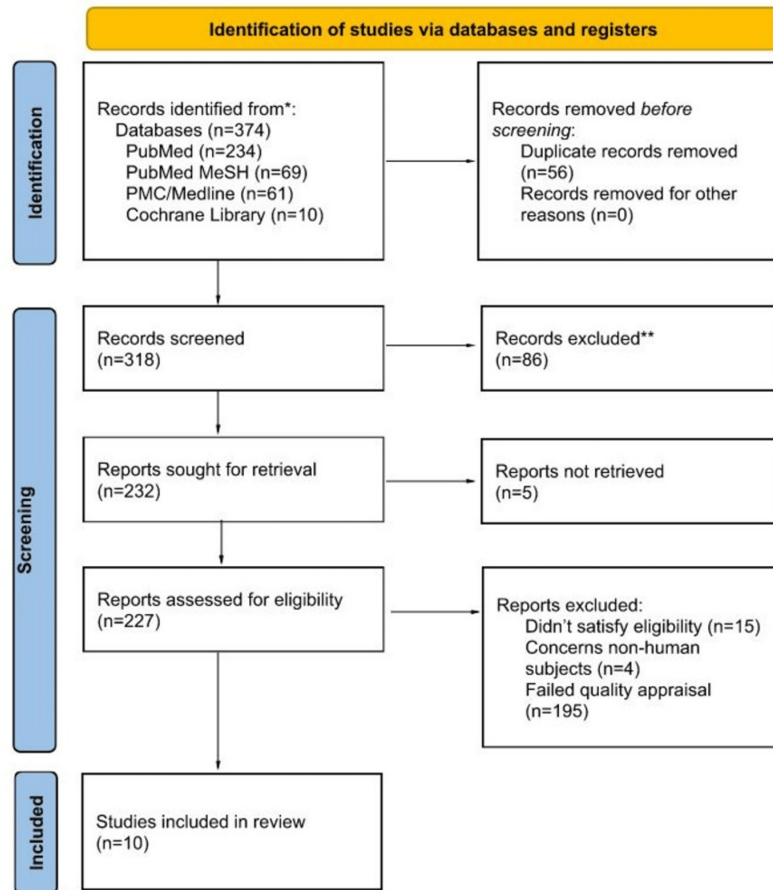 Identification of studies via databases and registers
Identification
Records identified from*:
Databases (n=374)
PubMed (n=234)
PubMed MeSH (n=69)
PMC/Medline (n=61)
Cochrane Library (n=10)
Records removed before
screening:
Duplicate records removed
(n=56)
Records removed for other
reasons (n=0)
Screening
Records screened
(n=318)
Records excluded**
(n=86)
Reports sought for retrieval
(n=232)
Reports not retrieved
(n=5)
Reports assessed for eligibility
(n=227)
Reports excluded:
Didn't satisfy eligibility (n=15)
Concerns non-human
subjects (n=4)
Failed quality appraisal
(n=195)
Included
Studies included in review
(n=10)